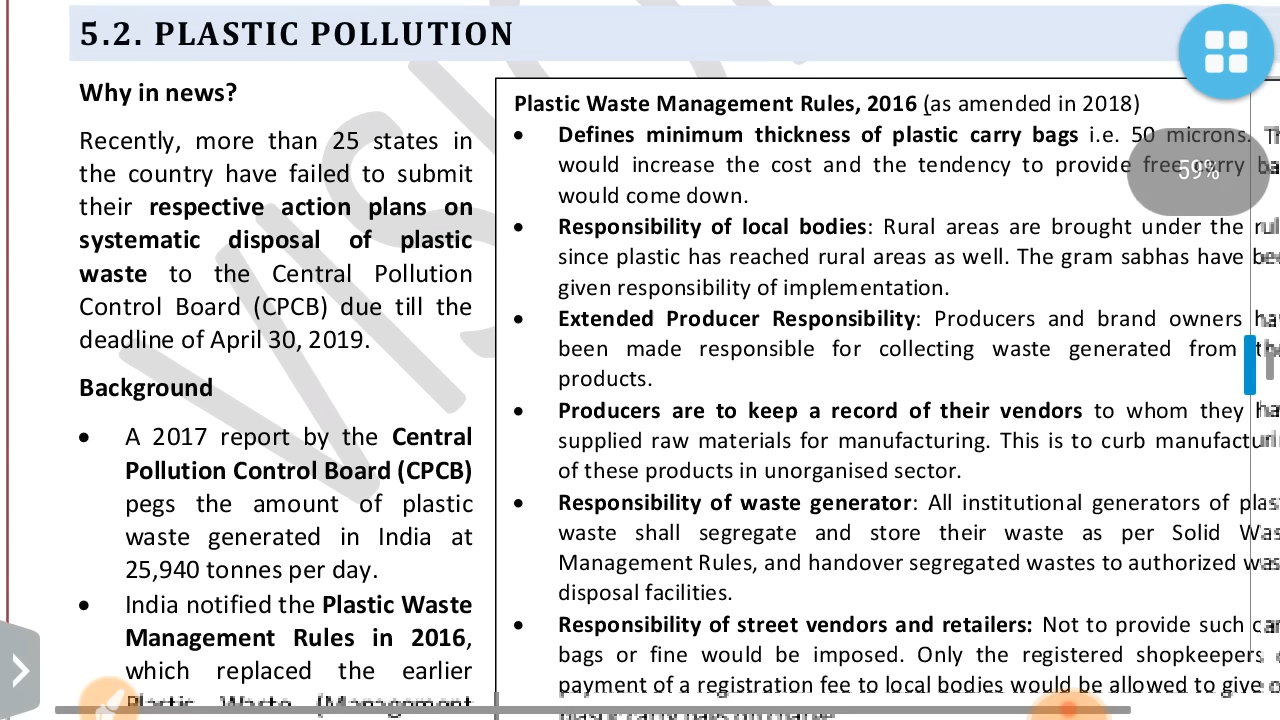 5.2. PLASTIC POLLUTION
Why in news?
Recently, more than 25 states in
the country have failed to submit
their respective action plans on
systematic disposal of plastic
waste to the Central Pollution
Control Board (CPCB) due till the
deadline of April 30, 2019.
Background
• A 2017 report by the Central
Pollution Control Board (CPCB)
pegs the amount of plastic
waste generated in India at
25,940 tonnes per day.
• India notified the Plastic Waste
Management Rules in 2016,
which replaced the earlier
Plastic Waste (Management
Plastic Waste Management Rules, 2016 (as amended in 2018)
• Defines minimum thickness of plastic carry bags i.e. 50 microns.
would increase the cost and the tendency to provide free carry
would come down.
• Responsibility of local bodies: Rural areas are brought under the
since plastic has reached rural areas as well. The gram sabhas have
given responsibility of implementation.
• Extended Producer Responsibility: Producers and brand owners
been made responsible for collecting waste generated from
products.
• Producers are to keep a record of their vendors to whom they
supplied raw materials for manufacturing. This is to curb
of these products in unorganised sector.
• Responsibility of waste generator: All institutional generators of
waste shall segregate and store their waste as per Solid
Management Rules, and handover segregated wastes to authorized
disposal facilities.
• Responsibility of street vendors and retailers: Not to provide such
bags or fine would be imposed. Only the registered shopkeepers
payment of a registration fee to local bodies would be allowed to give
59%
VISI